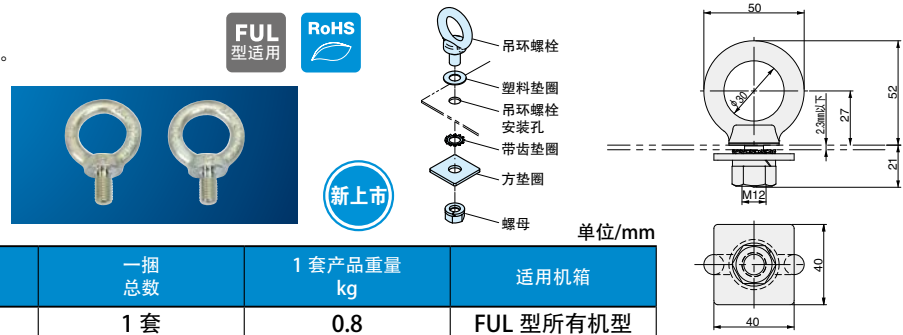 。
FUL
型适用
RoHS
吊环螺栓
塑料垫圈
吊环螺栓
安装孔
带齿垫圈
方垫圈
螺母
新上市
50
φ30
2.3mm以下
27
52
21
M12
40
40
单位/mm
一捆
总数
1 套产品重量
kg
适用机箱
1 套
0.8
FUL 型所有机型